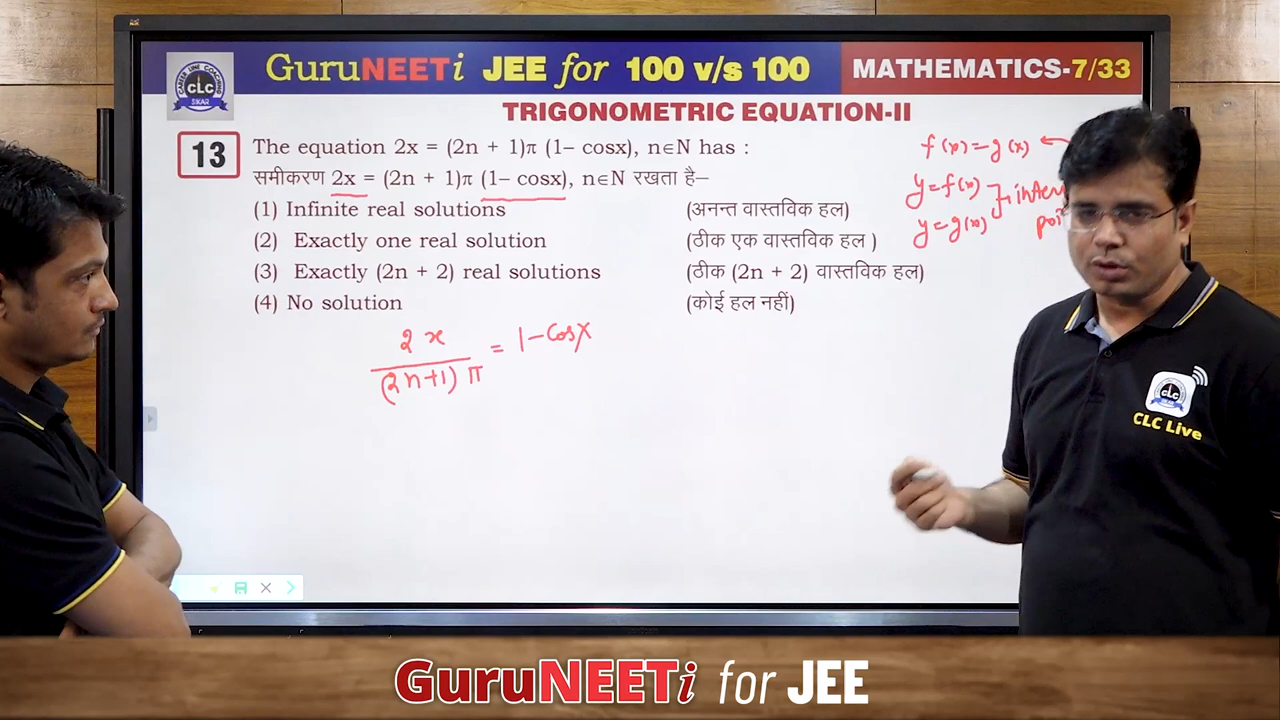 GuruNEETi JEE for 100 v/s 100
MATHEMATICS-7/33
CLC
SIKAR
TRIGONOMETRIC EQUATION-II
13 The equation 2x = (2n + 1)π (1– cosx), n∈N has :
समीकरण 2x = (2n + 1)π (1– cosx), n∈N रखता है–
(1) Infinite real solutions (अनन्त वास्तविक हल)
(2) Exactly one real solution (ठीक एक वास्तविक हल )
(3) Exactly (2n + 2) real solutions (ठीक (2n + 2) वास्तविक हल)
(4) No solution (कोई हल नहीं)
f(x)=g(x)
y=f(x)
y=g(x)
2x
(2n+1) π
= 1-cosx
CLC
CLC Live
GuruNEETi for JEE